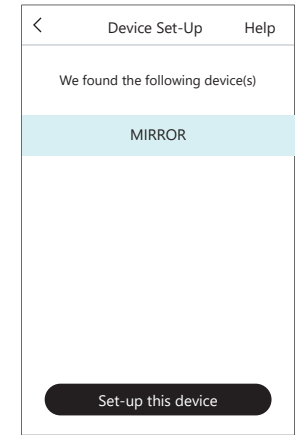 Device Set-Up Help
We found the following device(s)
MIRROR
Set-up this device